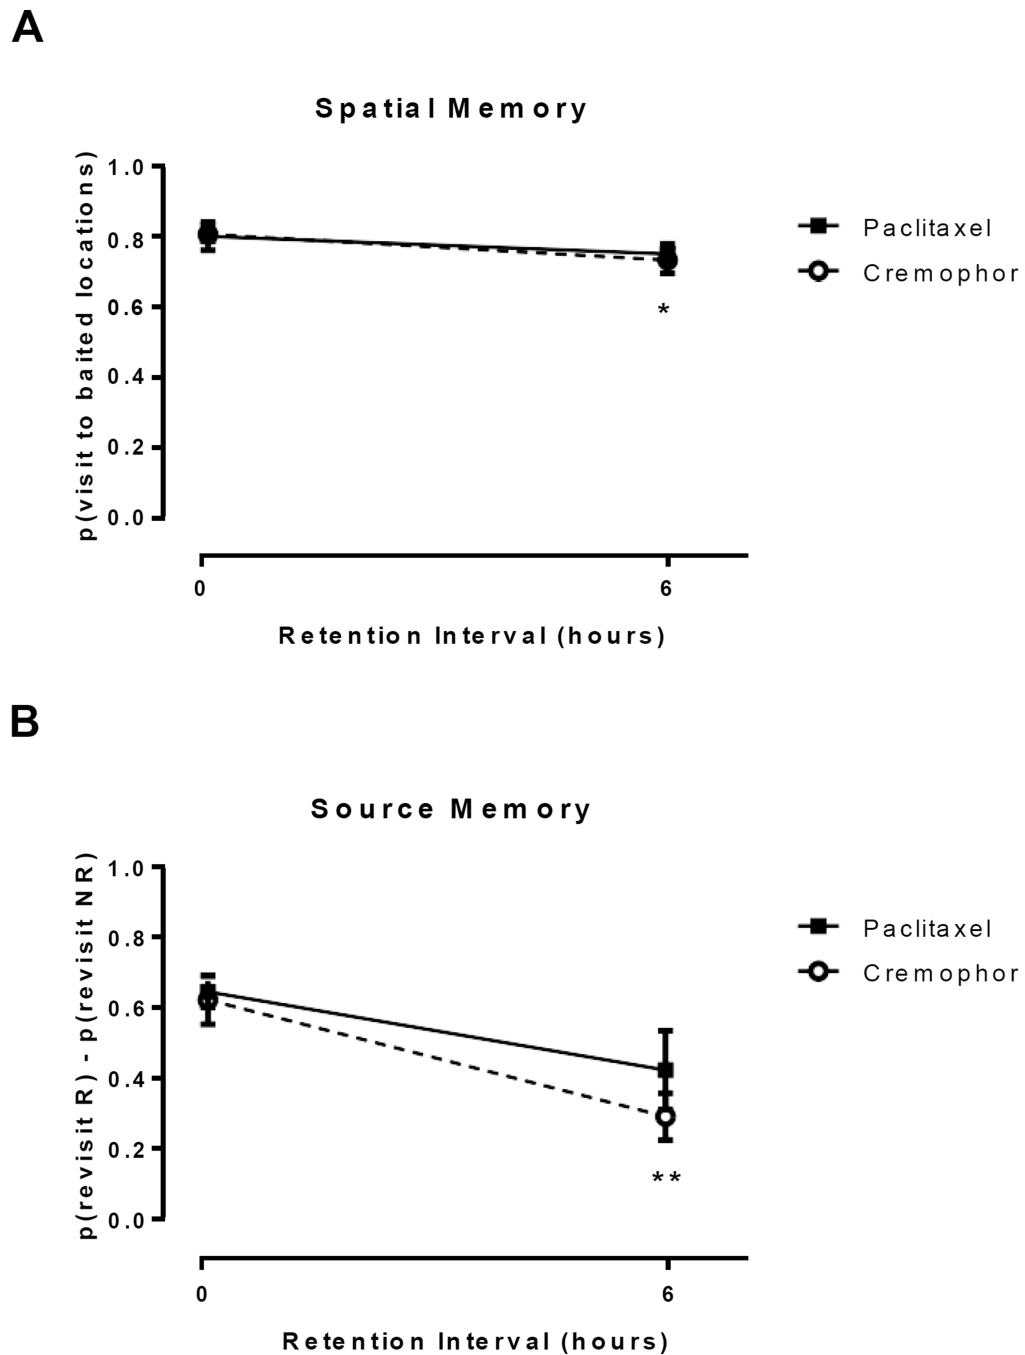 A
Spatial Memory
p(visit to baited locations)
1.0
0.8
0.6
0.4
0.2
0.0
*
0
6
Retention Interval (hours)
Paclitaxel
Cremophor
B
Source Memory
p(revisit R) - p(revisit NR)
1.0
0.8
0.6
0.4
0.2
0.0
**
0
6
Retention Interval (hours)
Paclitaxel
Cremophor